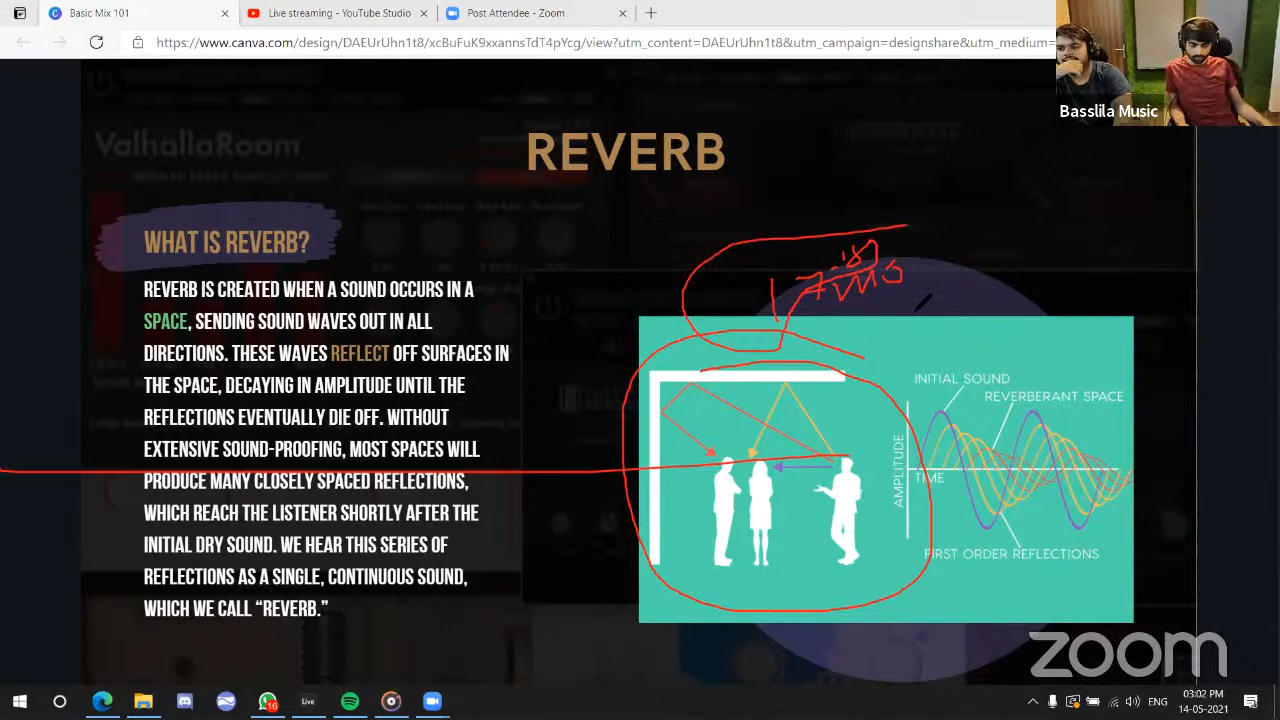 Basic Mix 101
Live streaming - YouTube Studio
Post Attendee - Zoom
https://www.canva.com/design/DAEUrUhn1t8/xcBuFuK9xxannsTdT4pYcg/view?utm_content=DAEUrUhn1t8&utm_campaign=designshare&utm_medium=
Basslila Music
ValhallaRoom
REVERB
WHAT IS REVERB?
REVERB IS CREATED WHEN A SOUND OCCURS IN A
SPACE, SENDING SOUND WAVES OUT IN ALL
DIRECTIONS. THESE WAVES REFLECT OFF SURFACES IN
THE SPACE, DECAYING IN AMPLITUDE UNTIL THE
REFLECTIONS EVENTUALLY DIE OFF. WITHOUT
EXTENSIVE SOUND-PROOFING, MOST SPACES WILL
PRODUCE MANY CLOSELY SPACED REFLECTIONS,
WHICH REACH THE LISTENER SHORTLY AFTER THE
INITIAL DRY SOUND. WE HEAR THIS SERIES OF
REFLECTIONS AS A SINGLE, CONTINUOUS SOUND,
WHICH WE CALL “REVERB.”
INITIAL SOUND
REVERBERANT SPACE
AMPLITUDE
TIME
FIRST ORDER REFLECTIONS
zoom
16
Live
ENG
03:02 PM
14-05-2021